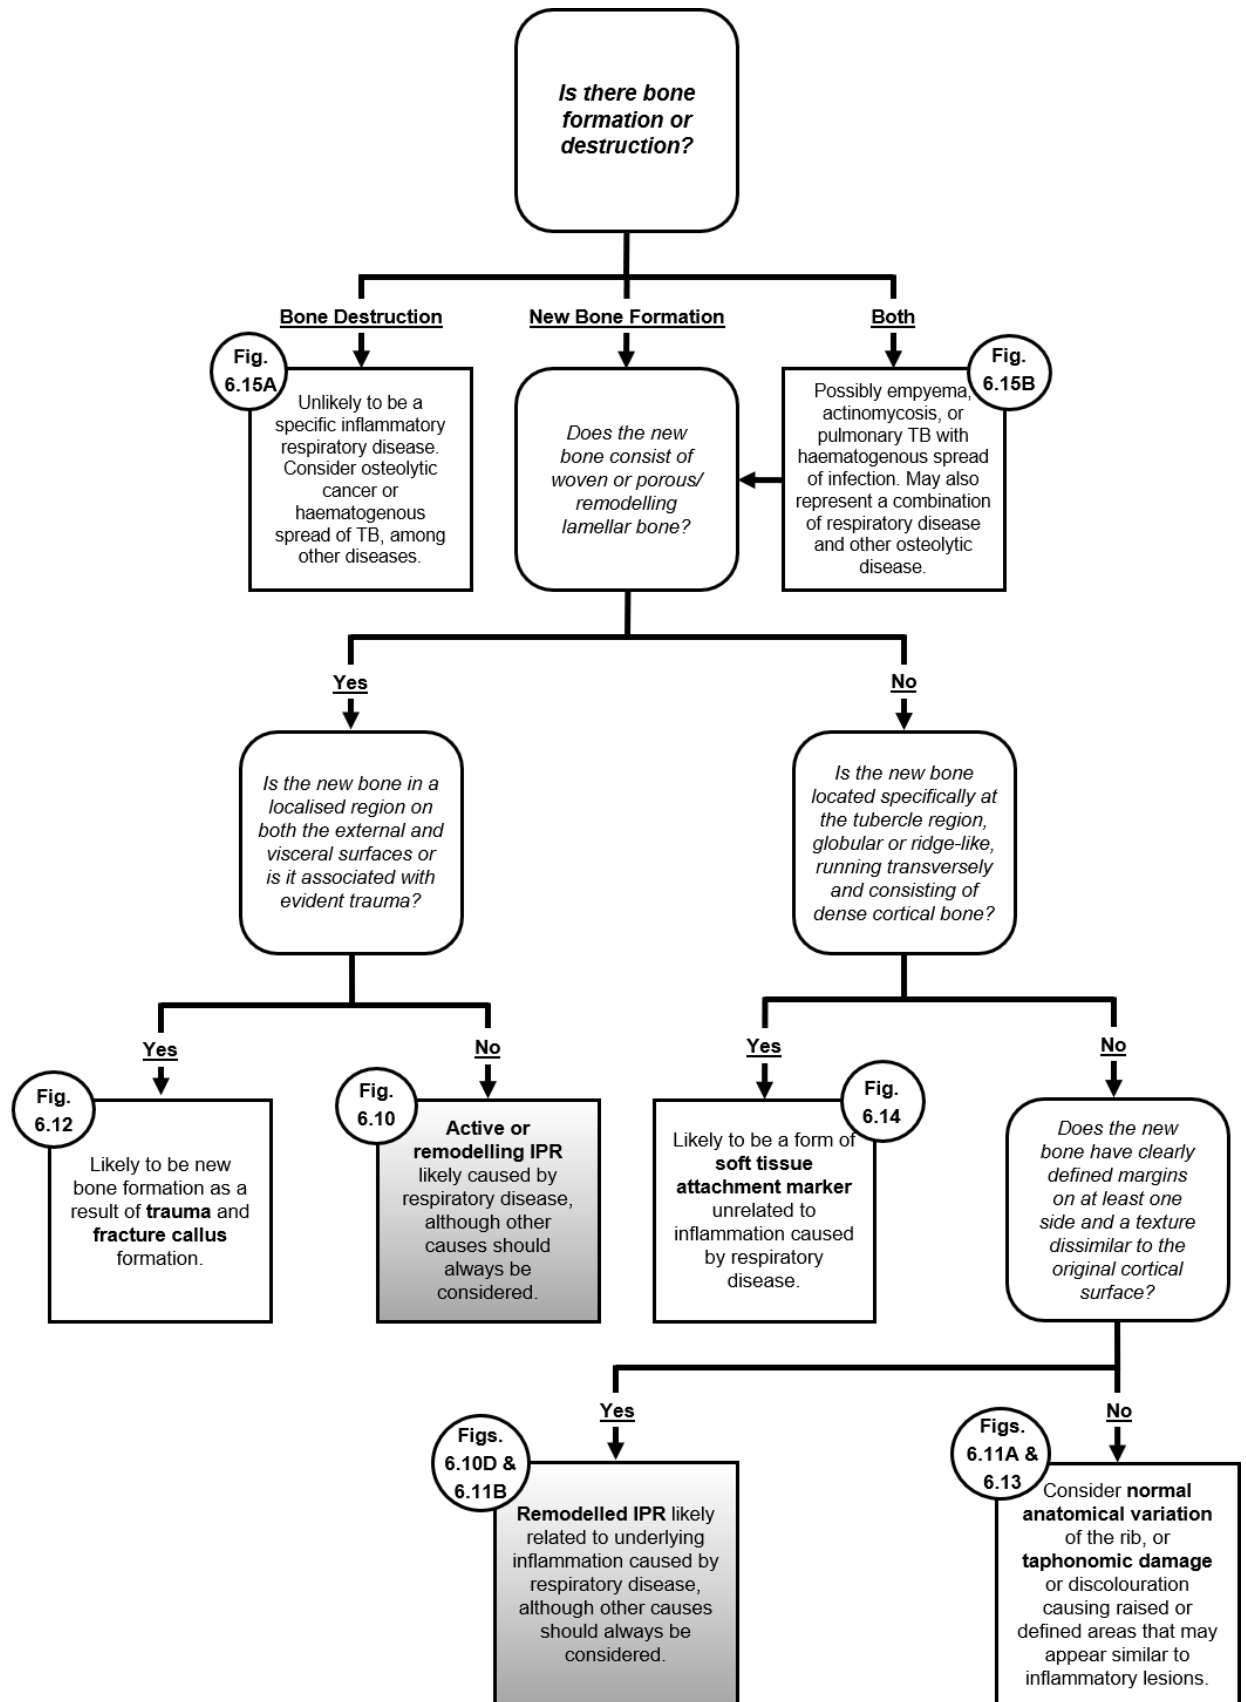 Is there bone
formation or
destruction?
Bone Destruction
New Bone Formation
Both
Fig.
6.15A
Unlikely to be a
specific inflammatory
respiratory disease.
Consider osteolytic
cancer or
haematogenous
spread of TB, among
other diseases.
Does the new
bone consist of
woven or porous/
remodelling
lamellar bone?
Fig.
6.15B
Possibly empyema,
actinomycosis, or
pulmonary TB with
haematogenous spread
of infection. May also
represent a combination
of respiratory disease
and other osteolytic
disease.
Yes
No
Is the new bone in a
localised region on
both the external and
visceral surfaces or
is it associated with
evident trauma?
Is the new bone
located specifically at
the tubercle region,
globular or ridge-like,
running transversely
and consisting of
dense cortical bone?
Yes
No
Yes
No
Fig.
6.12
Likely to be new
bone formation as a
result of trauma and
fracture callus
formation.
Fig.
6.10
Active or
remodelling IPR
likely caused by
respiratory disease,
although other
causes should
always be
considered.
Fig.
6.14
Likely to be a form of
soft tissue
attachment marker
unrelated to
inflammation caused
by respiratory
disease.
Does the new
bone have clearly
defined margins
on at least one
side and a texture
dissimilar to the
original cortical
surface?
Yes
No
Figs.
6.10D &
6.11B
Remodelled IPR likely
related to underlying
inflammation caused by
respiratory disease,
although other causes
should always be
considered.
Figs.
6.11A &
6.13
Consider normal
anatomical variation
of the rib, or
taphonomic damage
or discolouration
causing raised or
defined areas that may
appear similar to
inflammatory lesions.